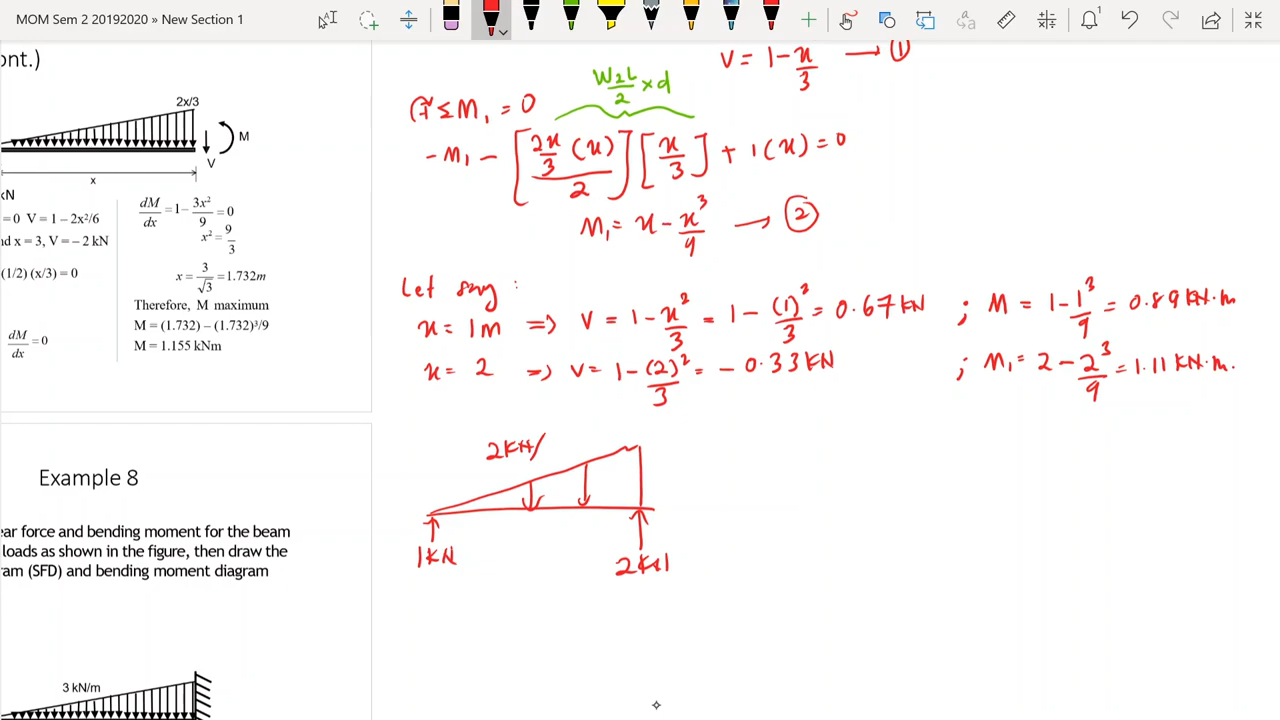 MOM Sem 2 20192020 » New Section 1
ont.)
2x/3
M
V
x
kN
=0 V = 1 – 2x²/6
nd x = 3, V = – 2 kN
(1/2) (x/3) = 0
dM/dx = 0
dM/dx = 1 – 3x²/9 = 0
x² = 9/3
x = 3/√3 = 1.732m
Therefore, M maximum
M = (1.732) – (1.732)³/9
M = 1.155 kNm
Example 8
ear force and bending moment for the beam
loads as shown in the figure, then draw the
ram (SFD) and bending moment diagram
3 kN/m
V = 1 - x/3 → ①
W₂L/2 × d
ΣM₁ = 0
-M₁ - [2x/3 (x)/2] [x/3] + 1(x) = 0
M₁ = x - x³/9 → ②
Let say :
x = 1m => V = 1 - x²/3 = 1 - (1)²/3 = 0.67 kN ; M = 1 - 1³/9 = 0.89 kN·m
x = 2 => V = 1 - (2)²/3 = - 0.33 kN ; M₁ = 2 - 2³/9 = 1.11 kN·m.
2kN/
1kN
2kN